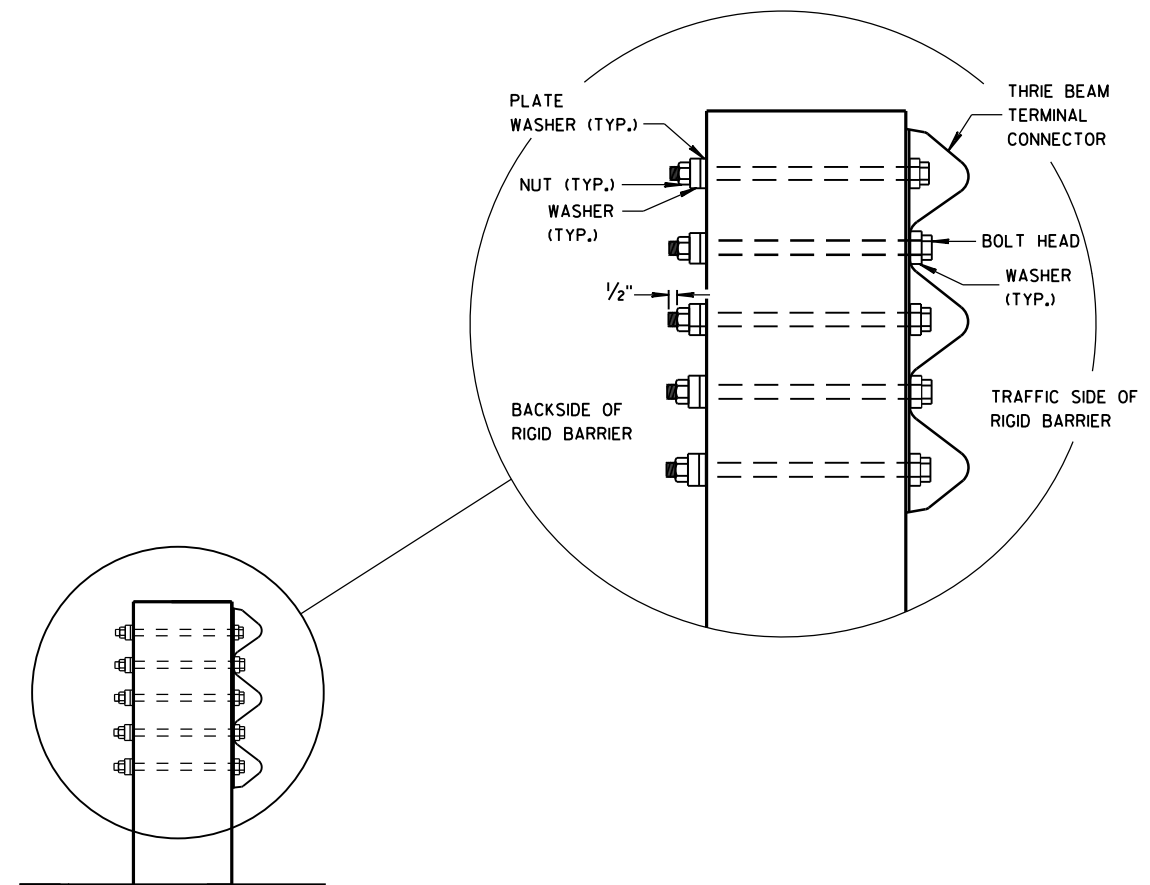 PLATE
WASHER (TYP.)
NUT (TYP.)
WASHER
(TYP.)
1/2"
BACKSIDE OF
RIGID BARRIER
THRIE BEAM
TERMINAL
CONNECTOR
BOLT HEAD
WASHER
(TYP.)
TRAFFIC SIDE OF
RIGID BARRIER